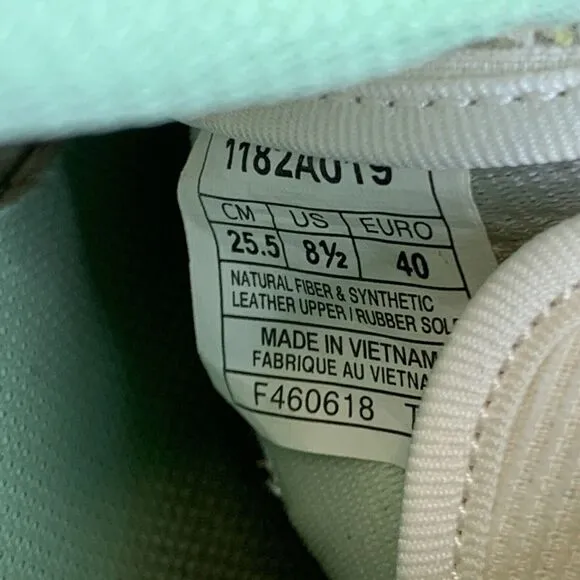 1182A019
CM US EURO
25.5 8½ 40
NATURAL FIBER & SYNTHETIC
LEATHER UPPER / RUBBER SOL
MADE IN VIETNAM
FABRIQUE AU VIETNA
F460618 T